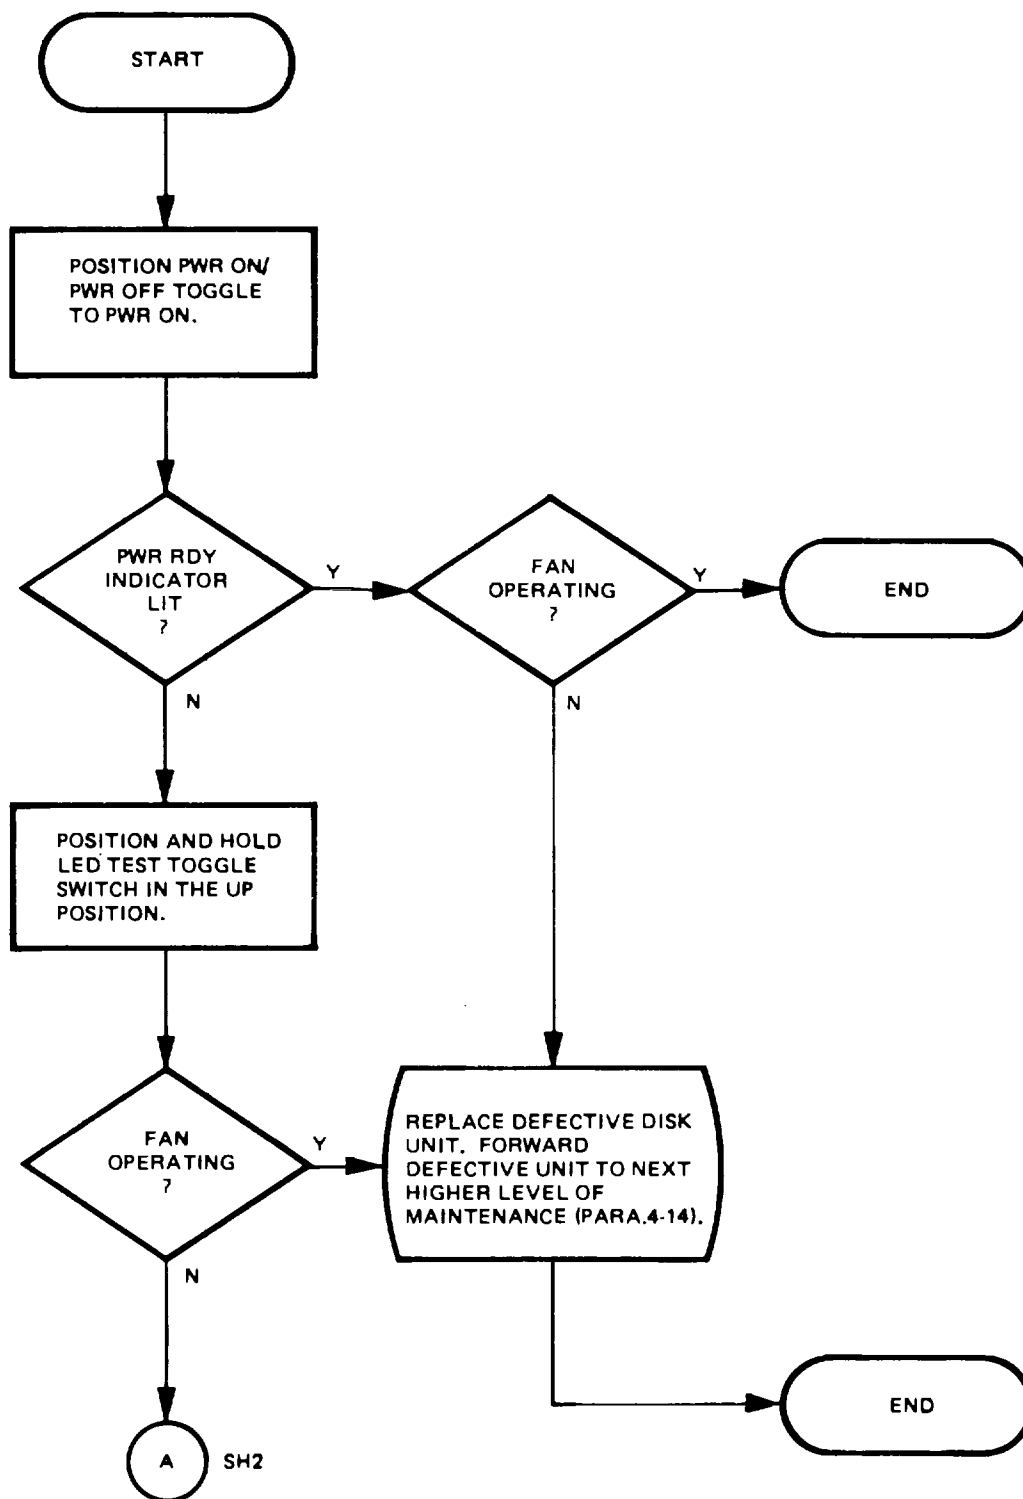 START
POSITION PWR ON/
PWR OFF TOGGLE
TO PWR ON.
PWR RDY
INDICATOR
LIT
?
Y
N
FAN
OPERATING
?
Y
N
END
POSITION AND HOLD
LED TEST TOGGLE
SWITCH IN THE UP
POSITION.
FAN
OPERATING
?
Y
N
REPLACE DEFECTIVE DISK
UNIT. FORWARD
DEFECTIVE UNIT TO NEXT
HIGHER LEVEL OF
MAINTENANCE (PARA.4-14).
END
A
SH2